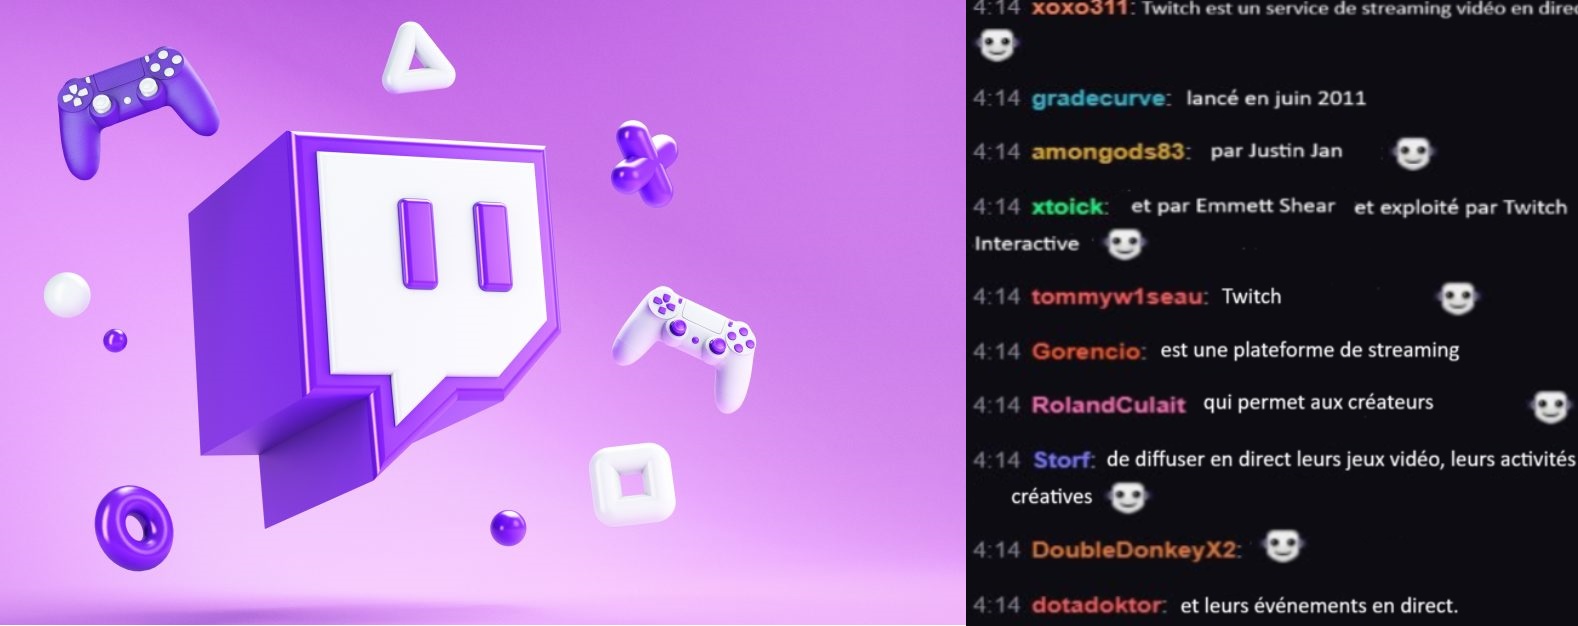 4:14 xoxo311: Twitch est un service de streaming vidéo en direc
4:14 gradecurve: lancé en juin 2011
4:14 amongods83: par Justin Jan
4:14 xtoick: et par Emmett Shear et exploité par Twitch
Interactive
4:14 tommyw1seau: Twitch
4:14 Gorencio: est une plateforme de streaming
4:14 RolandCulait qui permet aux créateurs
4:14 Storf: de diffuser en direct leurs jeux vidéo, leurs activités
créatives
4:14 DoubleDonkeyX2:
4:14 dotadoktor: et leurs événements en direct.